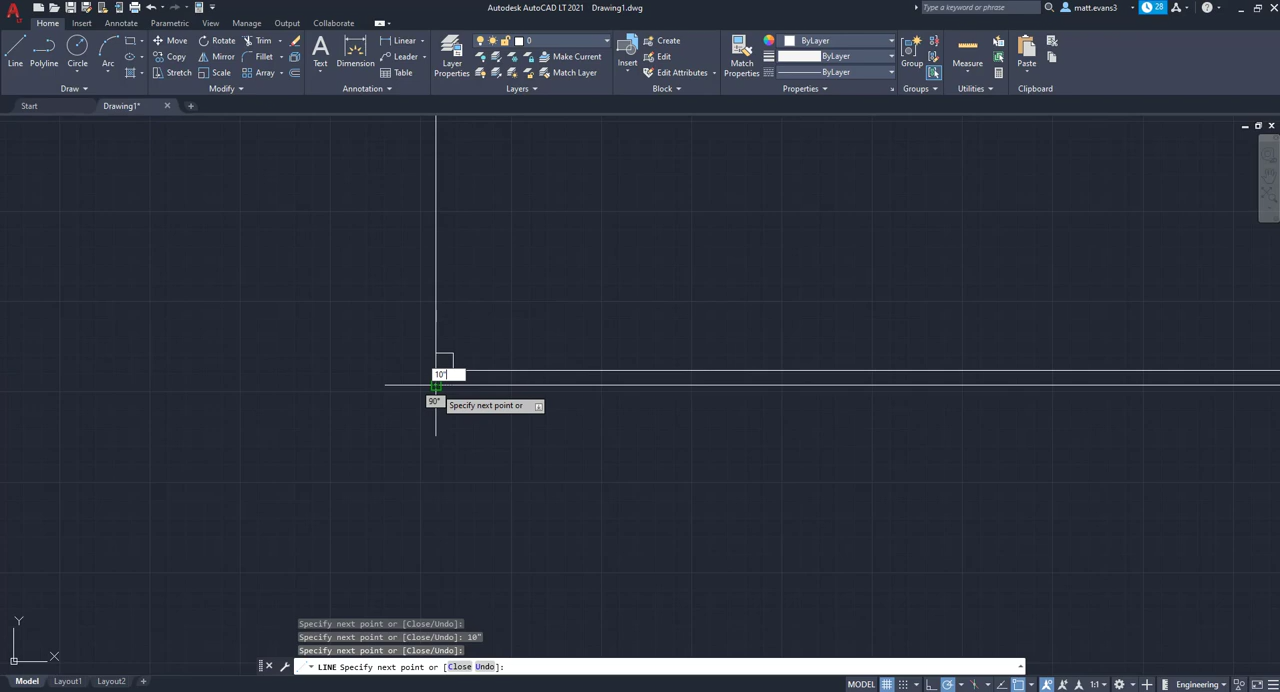 Autodesk AutoCAD LT 2021 Drawing1.dwg
Type a keyword or phrase
matt.evans3
28
Home Insert Annotate Parametric View Manage Output Collaborate
Line Polyline Circle Arc
Move Rotate Trim
Copy Mirror Fillet
Stretch Scale Array
Text Dimension
Linear
Leader
Table
Layer
Properties
0
Make Current
Match Layer
Insert
Create
Edit
Edit Attributes
Match
Properties
ByLayer
ByLayer
ByLayer
Group
Measure
Paste
Draw Modify Annotation Layers Block Properties Groups Utilities Clipboard
Start Drawing1*
10"
90°
Specify next point or
Y
X
Specify next point or [Close/Undo]:
Specify next point or [Close/Undo]: 10"
Specify next point or [Close/Undo]:
LINE Specify next point or [Close Undo]:
Model Layout1 Layout2
MODEL 1:1 Engineering